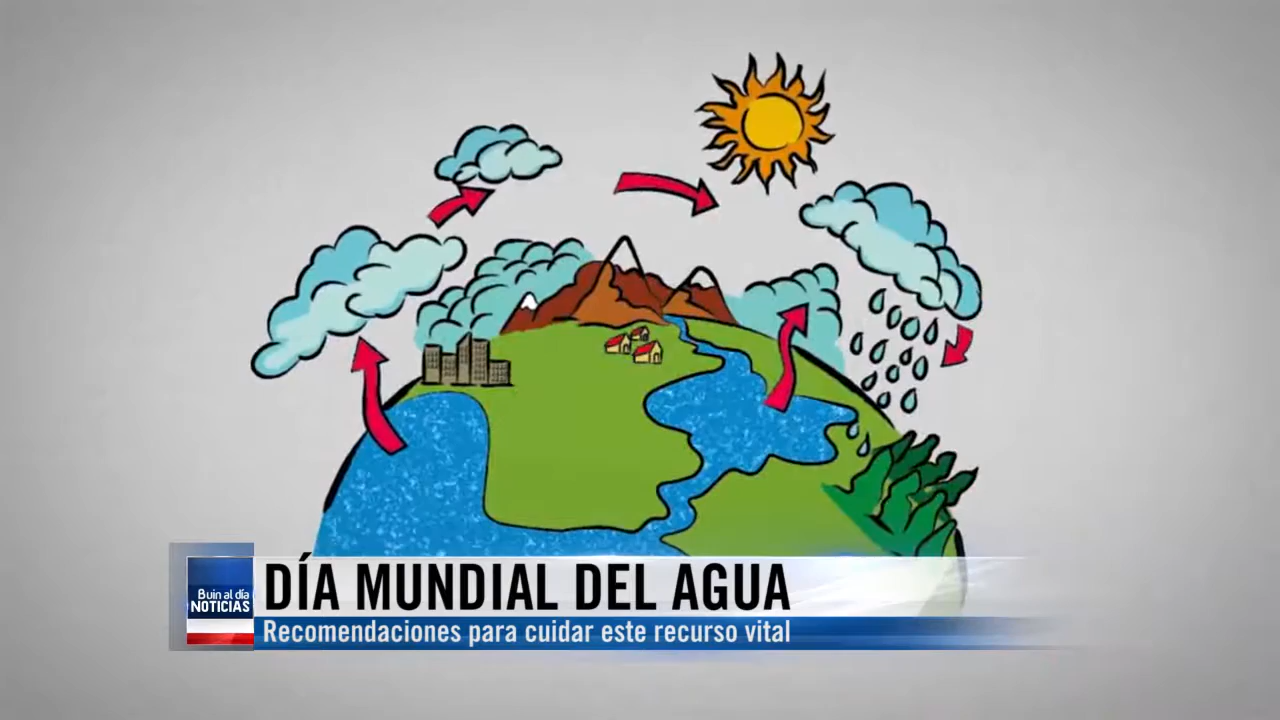 DÍA MUNDIAL DEL AGUA
Buin al día
NOTICIAS
Recomendaciones para cuidar este recurso vital